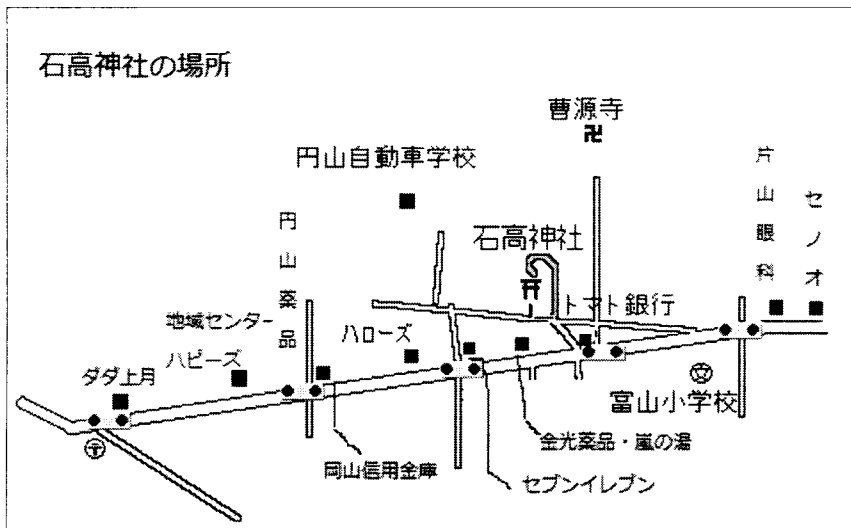 石高神社の場所
曹源寺
円山自動車学校
片山眼科
セノオ
円山薬品
石高神社
トマト銀行
地域センター
ハピーズ
ハローズ
ダダ上月
富山小学校
金光薬品・嵐の湯
岡山信用金庫
セブンイレブン